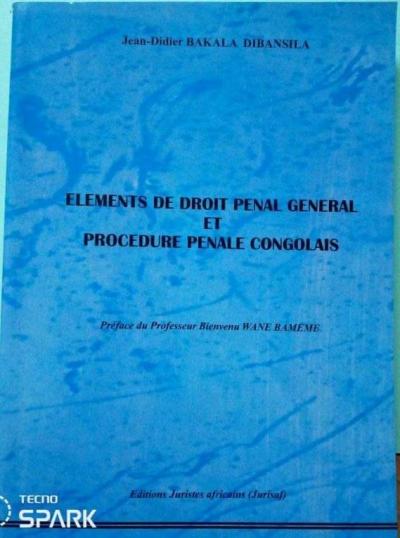 Jean-Didier BAKALA DIBANSILA
ELEMENTS DE DROIT PENAL GENERAL
ET
PROCEDURE PENALE CONGOLAIS
Préface du Professeur Bienvenu WANE BAMEME.
Editions Juristes africains (Jurisaf)
TECNO
SPARK